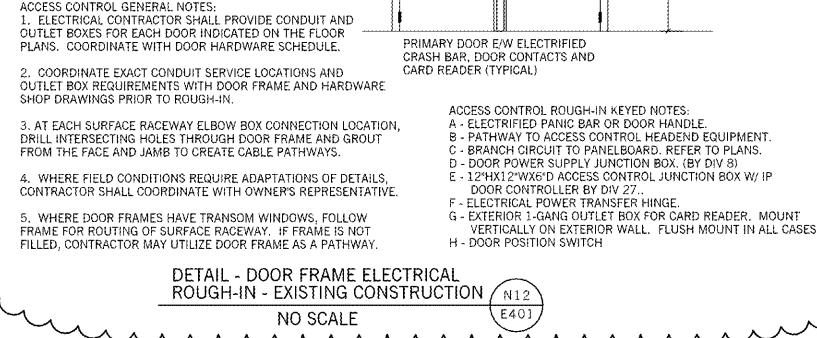 ACCESS CONTROL GENERAL NOTES:
1. ELECTRICAL CONTRACTOR SHALL PROVIDE CONDUIT AND
OUTLET BOXES FOR EACH DOOR INDICATED ON THE FLOOR
PLANS. COORDINATE WITH DOOR HARDWARE SCHEDULE.
2. COORDINATE EXACT CONDUIT SERVICE LOCATIONS AND
OUTLET BOX REQUIREMENTS WITH DOOR FRAME AND HARDWARE
SHOP DRAWINGS PRIOR TO ROUGH-IN.
3. AT EACH SURFACE RACEWAY ELBOW BOX CONNECTION LOCATION,
DRILL INTERSECTING HOLES THROUGH DOOR FRAME AND GROUT
FROM THE FACE AND JAMB TO CREATE CABLE PATHWAYS.
4. WHERE FIELD CONDITIONS REQUIRE ADAPTATIONS OF DETAILS,
CONTRACTOR SHALL COORDINATE WITH OWNER'S REPRESENTATIVE.
5. WHERE DOOR FRAMES HAVE TRANSOM WINDOWS, FOLLOW
FRAME FOR ROUTING OF SURFACE RACEWAY. IF FRAME IS NOT
FILLED, CONTRACTOR MAY UTILIZE DOOR FRAME AS A PATHWAY.
PRIMARY DOOR E/W ELECTRIFIED
CRASH BAR, DOOR CONTACTS AND
CARD READER (TYPICAL)
ACCESS CONTROL ROUGH-IN KEYED NOTES:
A - ELECTRIFIED PANIC BAR OR DOOR HANDLE.
B - PATHWAY TO ACCESS CONTROL HEADEND EQUIPMENT.
C - BRANCH CIRCUIT TO PANELBOARD. REFER TO PLANS.
D - DOOR POWER SUPPLY JUNCTION BOX. (BY DIV 8)
E - 12"HX12"WX6"D ACCESS CONTROL JUNCTION BOX W/ IP
DOOR CONTROLLER BY DIV 27..
F - ELECTRICAL POWER TRANSFER HINGE.
G - EXTERIOR 1-GANG OUTLET BOX FOR CARD READER. MOUNT
VERTICALLY ON EXTERIOR WALL. FLUSH MOUNT IN ALL CASES
H - DOOR POSITION SWITCH
DETAIL - DOOR FRAME ELECTRICAL
ROUGH-IN - EXISTING CONSTRUCTION
NO SCALE
N12
E401